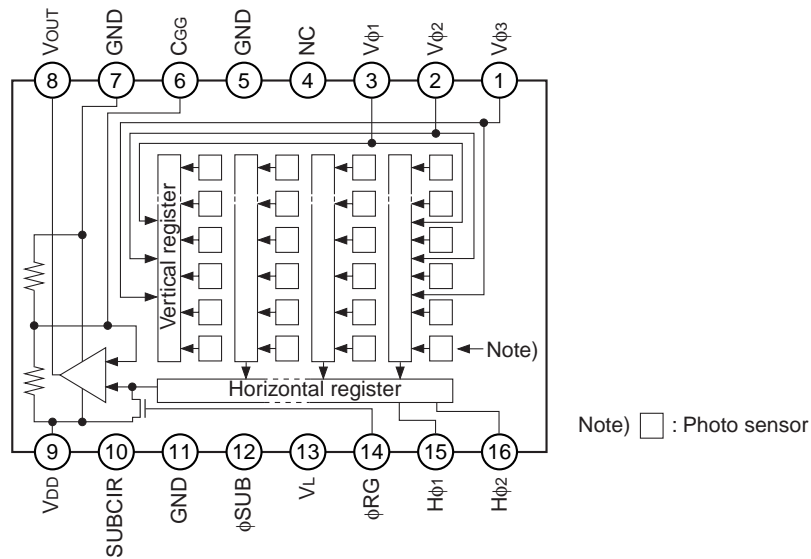 VOUT
GND
CGG
GND
NC
Vϕ1
Vϕ2
Vϕ3
8
7
6
5
4
3
2
1
Vertical register
Note)
Horizontal register
Note) : Photo sensor
9
10
11
12
13
14
15
16
VDD
SUBCIR
GND
ϕSUB
VL
ϕRG
Hϕ1
Hϕ2